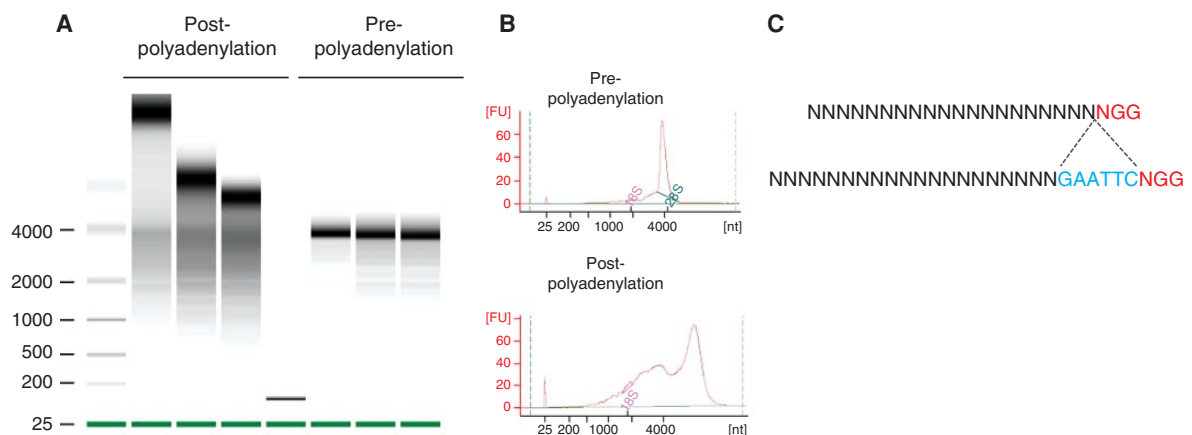 A
Post-
polyadenylation
Pre-
polyadenylation
4000
2000
1000
500
200
25
B
Pre-
polyadenylation
[FU]
60
40
20
0
18S
28S
25 200 1000 4000 [nt]
Post-
polyadenylation
[FU]
80
60
40
20
0
18S
25 200 1000 4000 [nt]
C
NNNNNNNNNNNNNNNNNNNNNGG
NNNNNNNNNNNNNNNNNNNNGAATTCNGG